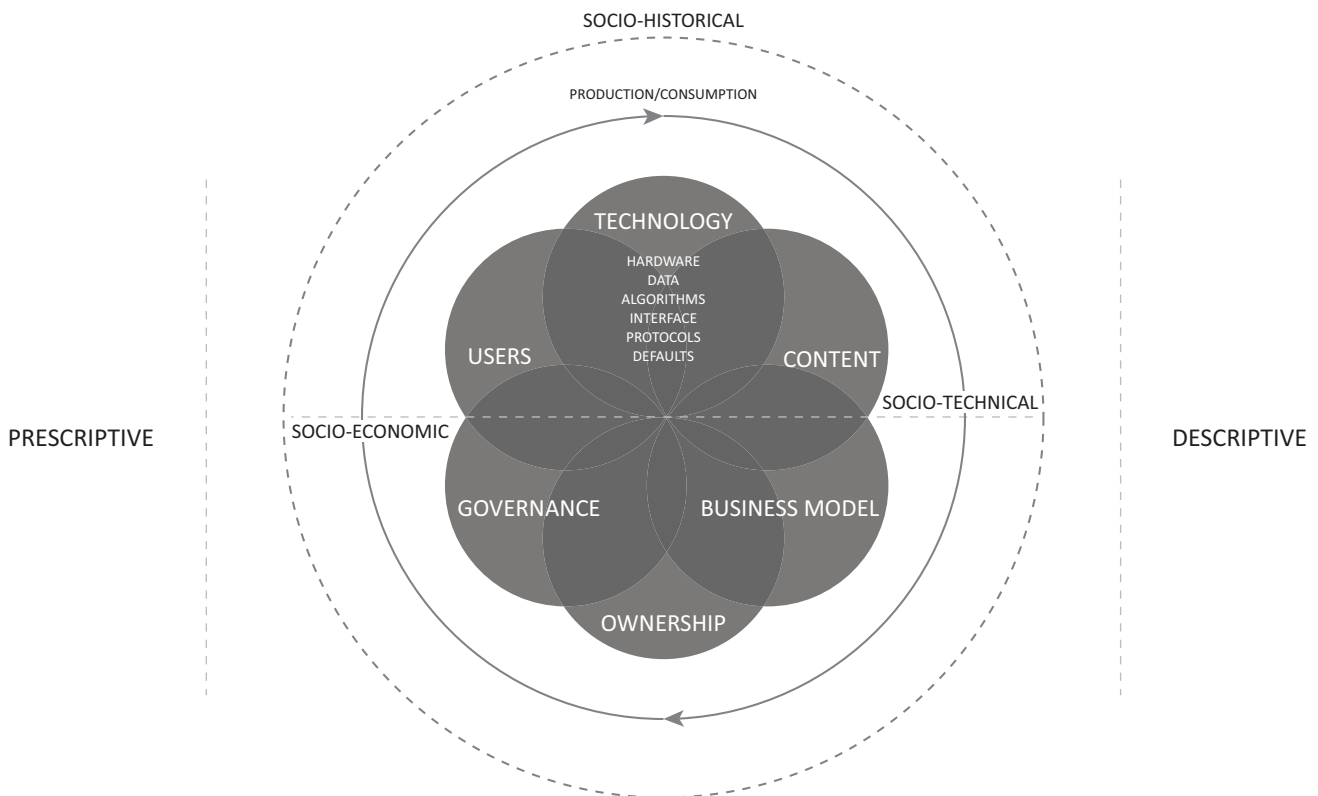 SOCIO-HISTORICAL
PRODUCTION/CONSUMPTION
TECHNOLOGY
HARDWARE
DATA
ALGORITHMS
INTERFACE
PROTOCOLS
DEFAULTS
USERS
CONTENT
SOCIO-TECHNICAL
SOCIO-ECONOMIC
PRESCRIPTIVE
DESCRIPTIVE
GOVERNANCE
BUSINESS MODEL
OWNERSHIP